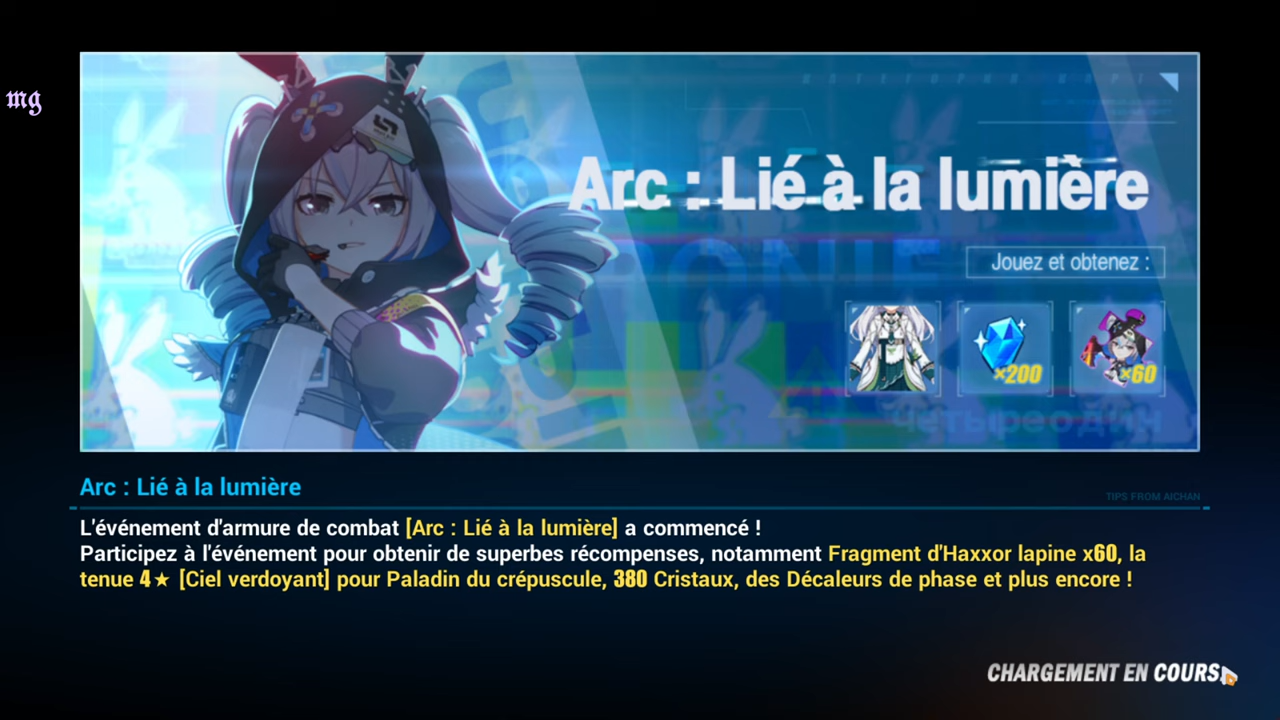 mg
Arc : Lié à la lumière
Jouez et obtenez :
×200
×60
четыреодин
Arc : Lié à la lumière
TIPS FROM AICHAN
L'événement d'armure de combat [Arc : Lié à la lumière] a commencé !
Participez à l'événement pour obtenir de superbes récompenses, notamment Fragment d'Haxxor lapine x60, la
tenue 4★ [Ciel verdoyant] pour Paladin du crépuscule, 380 Cristaux, des Décaleurs de phase et plus encore !
CHARGEMENT EN COURS